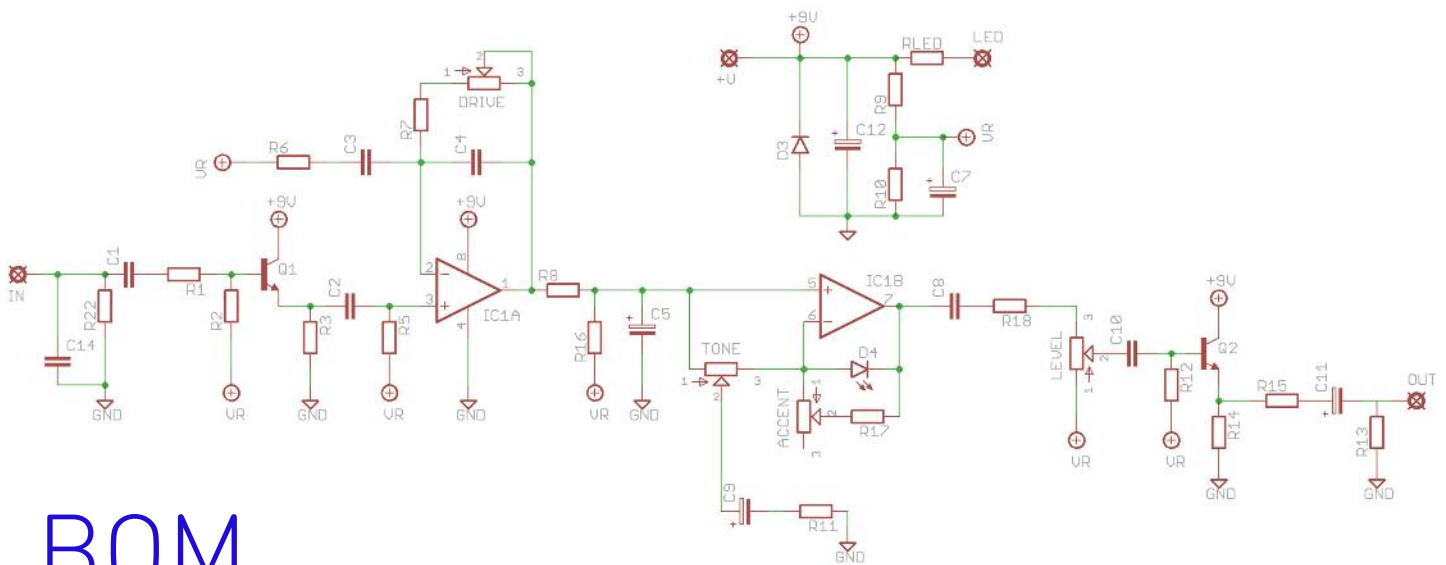 +9V
LED
RLED
+V
2
1
3
DRIVE
R7
R9
C12
D3
VR
C3
C4
R6
VR
R10
C7
+9V
+9V
C1
Q1
8
IN
R1
2
1
R8
5
IC1B
7
C8
+9V
R22
R2
R3
C2
3
R5
IC1A
4
R16
C5
6
R18
3
C10
Q2
C14
TONE
D4
LEVEL
2
R12
C11
OUT
1
3
1
1
R15
GND
VR
GND
VR
GND
VR
GND
2
ACCENT
2
R17
R14
R13
3
VR
VR
GND
GND
C9
R11
GND
BOM